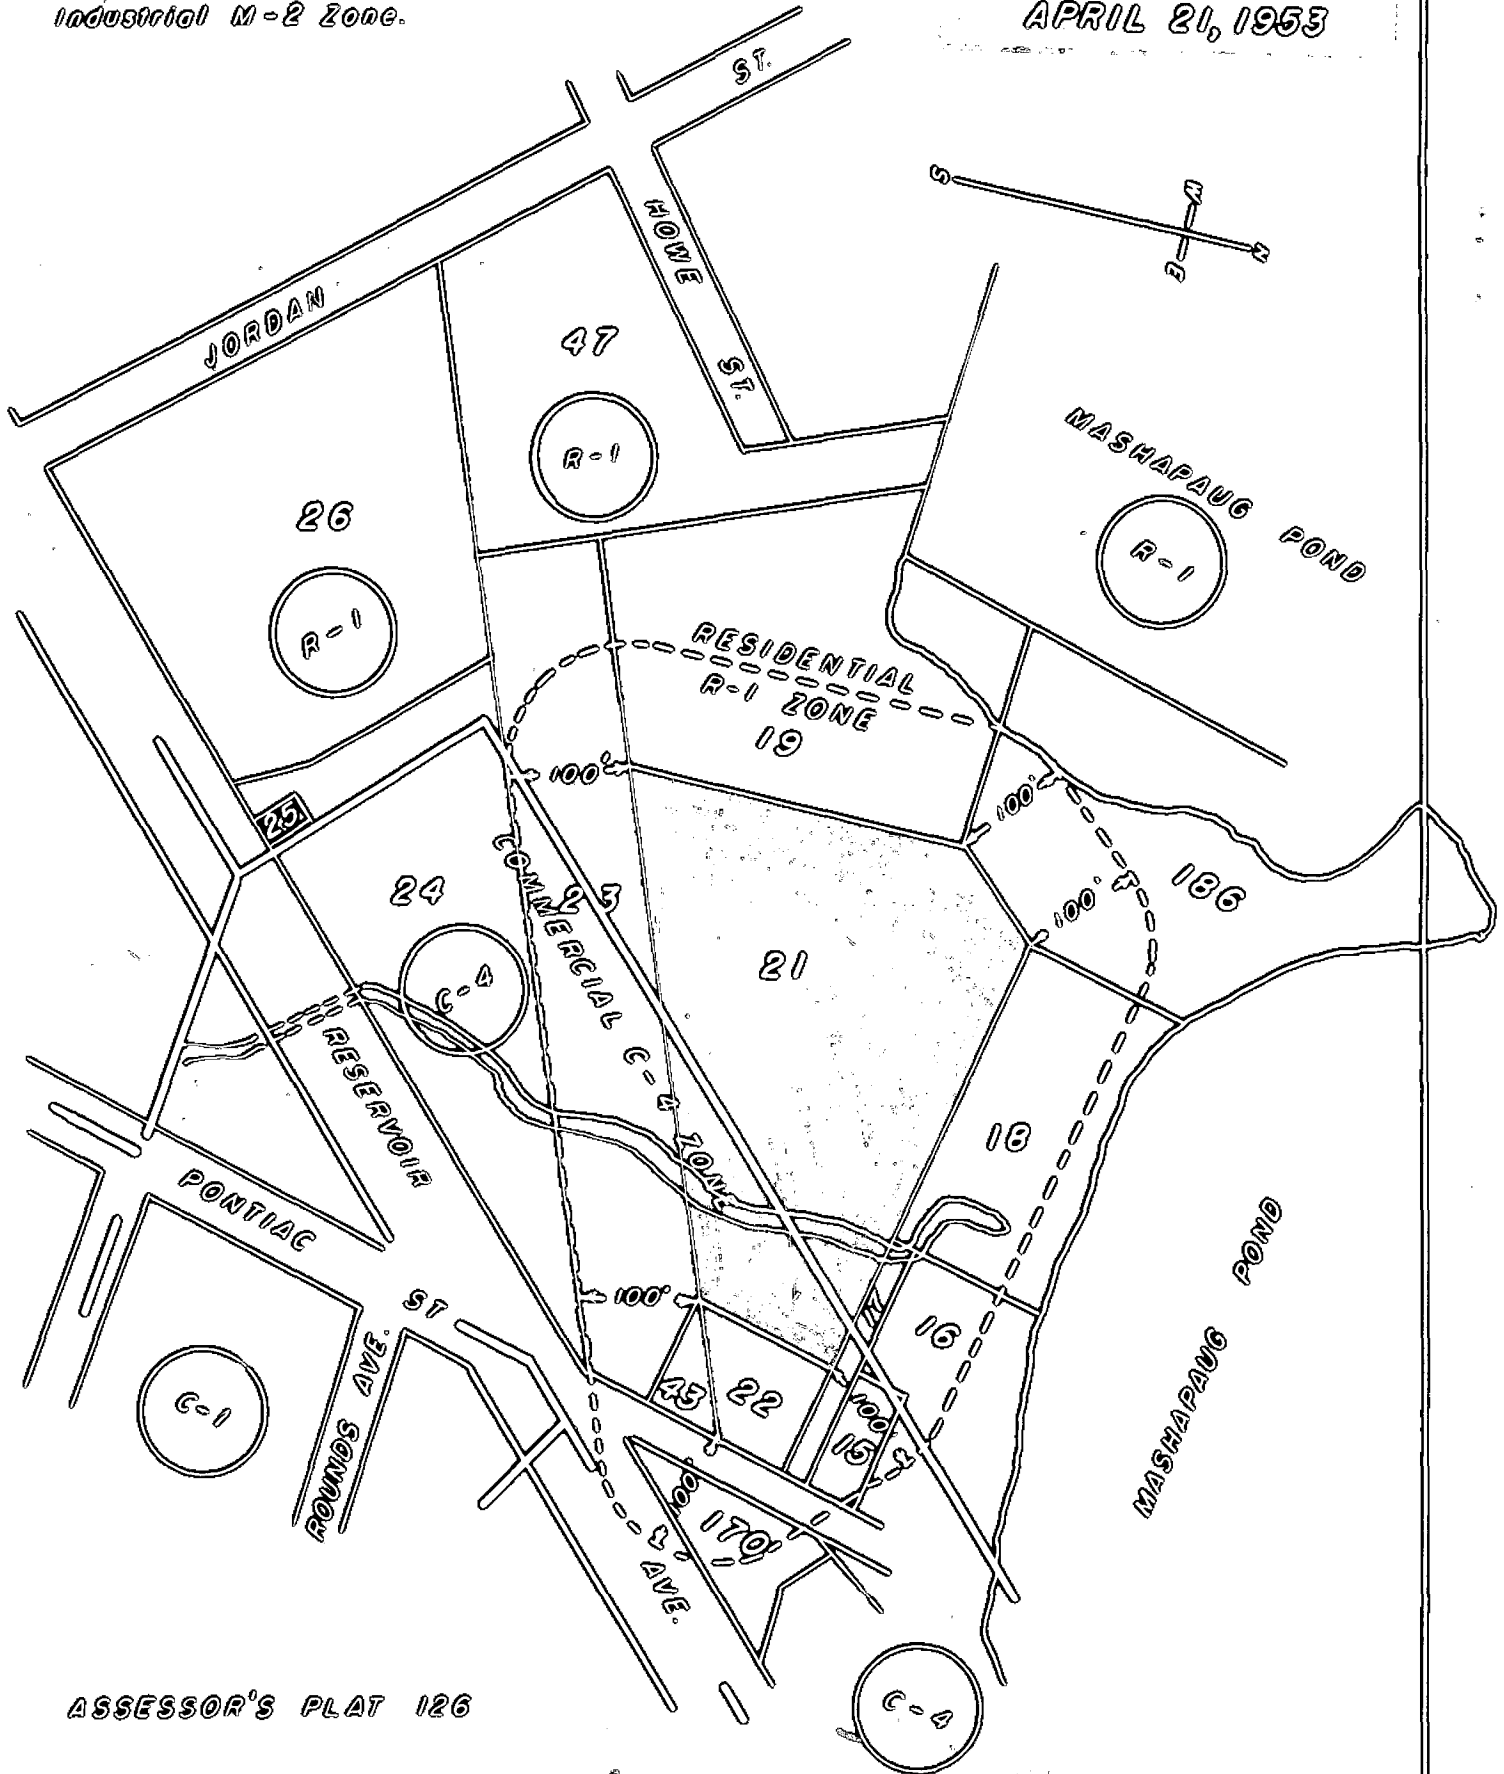 Industrial M-2 Zone.
APRIL 21, 1953
ST.
S
W
E
N
HOWE ST.
JORDAN
47
R-1
26
R-1
MASHAPAUG POND
R-1
RESIDENTIAL
R-1 ZONE
19
100'
100'
100'
186
25
24
C-4
23
COMMERCIAL C-4 ZONE
21
18
RESERVOIR
PONTIAC
ST
100'
16
C-1
ROUNDS AVE.
43
22
100'
15
100'
170
AVE.
MASHAPAUG POND
C-4
ASSESSOR'S PLAT 126